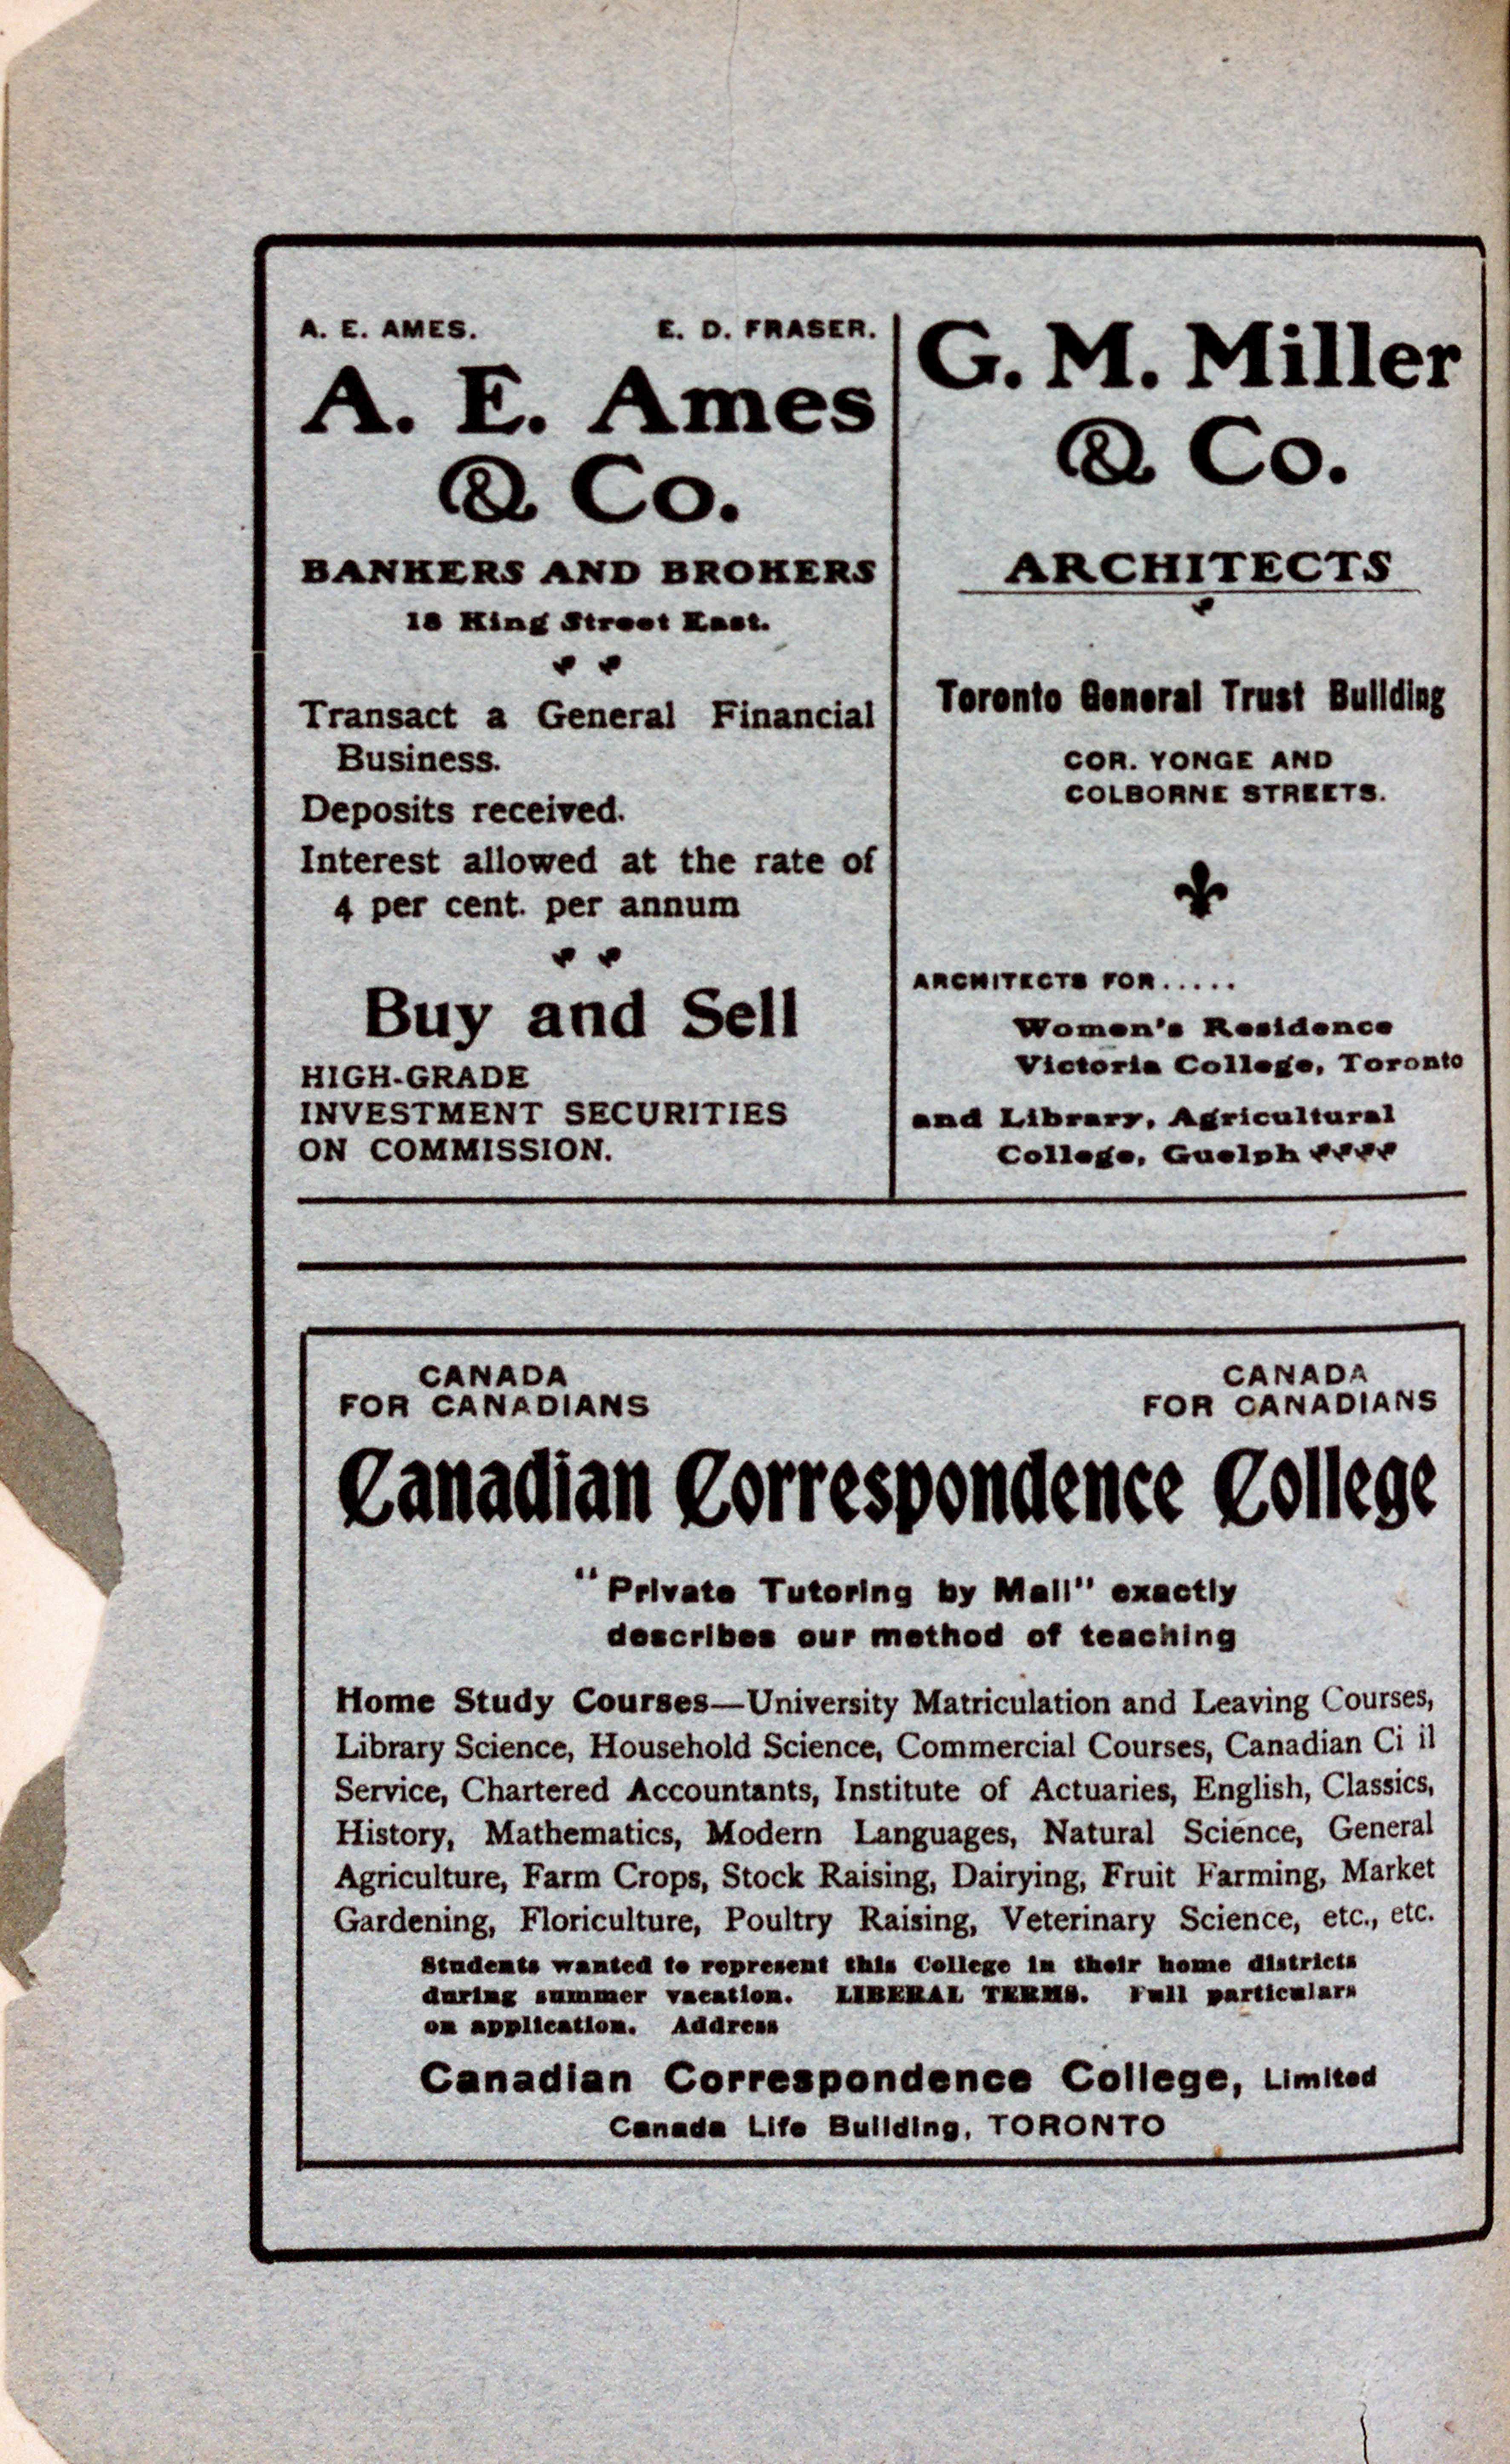 A. E. AMES. E. D. FRASER.
A. E. Ames
& Co.
BANKERS AND BROKERS
18 King Street East.
Transact a General Financial
Business.
Deposits received.
Interest allowed at the rate of
4 per cent. per annum
Buy and Sell
HIGH-GRADE
INVESTMENT SECURITIES
ON COMMISSION.
G. M. Miller
& Co.
ARCHITECTS
Toronto General Trust Building
COR. YONGE AND
COLBORNE STREETS.
ARCHITECTS FOR.....
Women's Residence
Victoria College, Toronto
and Library, Agricultural
College, Guelph
CANADA
FOR CANADIANS
CANADA
FOR CANADIANS
Canadian Correspondence College
"Private Tutoring by Mail" exactly
describes our method of teaching
Home Study Courses—University Matriculation and Leaving Courses,
Library Science, Household Science, Commercial Courses, Canadian Ci il
Service, Chartered Accountants, Institute of Actuaries, English, Classics,
History, Mathematics, Modern Languages, Natural Science, General
Agriculture, Farm Crops, Stock Raising, Dairying, Fruit Farming, Market
Gardening, Floriculture, Poultry Raising, Veterinary Science, etc., etc.
Students wanted to represent this College in their home districts
during summer vacation. LIBERAL TERMS. Full particulars
on application. Address
Canadian Correspondence College, Limited
Canada Life Building, TORONTO